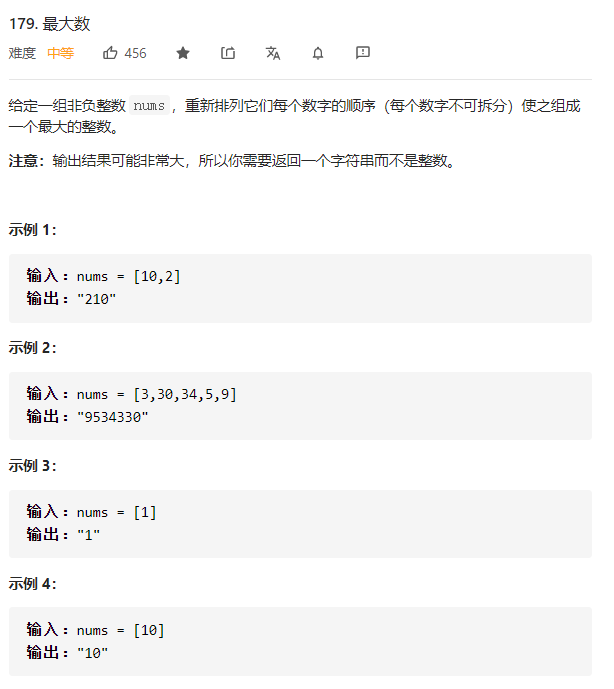 179. 最大数
难度 中等 456
给定一组非负整数 nums，重新排列它们每个数字的顺序（每个数字不可拆分）使之组成
一个最大的整数。
注意：输出结果可能非常大，所以你需要返回一个字符串而不是整数。
示例 1：
输入：nums = [10,2]
输出："210"
示例 2：
输入：nums = [3,30,34,5,9]
输出："9534330"
示例 3：
输入：nums = [1]
输出："1"
示例 4：
输入：nums = [10]
输出："10"